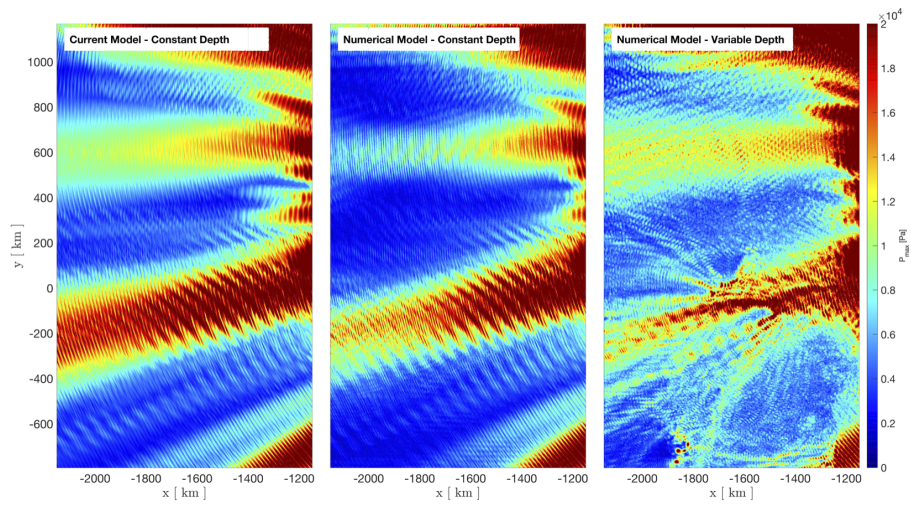 Current Model - Constant Depth
Numerical Model - Constant Depth
Numerical Model - Variable Depth
×10⁴
1000
800
600
400
200
0
-200
-400
-600
y [ km ]
-2000 -1800 -1600 -1400 -1200
x [ km ]
-2000 -1800 -1600 -1400 -1200
x [ km ]
-2000 -1800 -1600 -1400 -1200
x [ km ]
2
1.8
1.6
1.4
1.2
1
0.8
0.6
0.4
0.2
0
P_max [Pa]